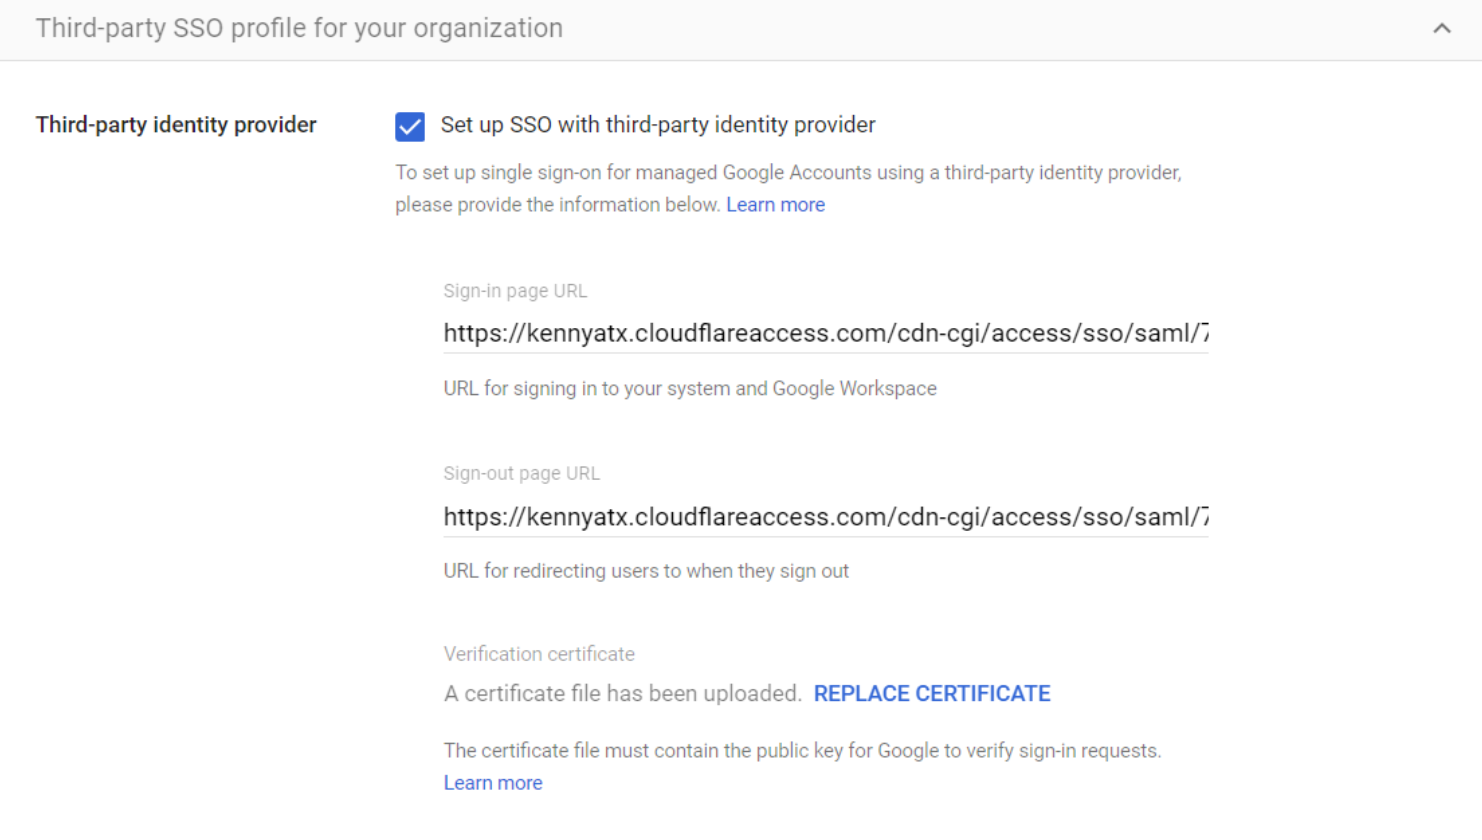 Third-party SSO profile for your organization
Third-party identity provider
Set up SSO with third-party identity provider
To set up single sign-on for managed Google Accounts using a third-party identity provider,
please provide the information below. Learn more
Sign-in page URL
https://kennyatx.cloudflareaccess.com/cdn-cgi/access/sso/saml/7
URL for signing in to your system and Google Workspace
Sign-out page URL
https://kennyatx.cloudflareaccess.com/cdn-cgi/access/sso/saml/7
URL for redirecting users to when they sign out
Verification certificate
A certificate file has been uploaded. REPLACE CERTIFICATE
The certificate file must contain the public key for Google to verify sign-in requests.
Learn more